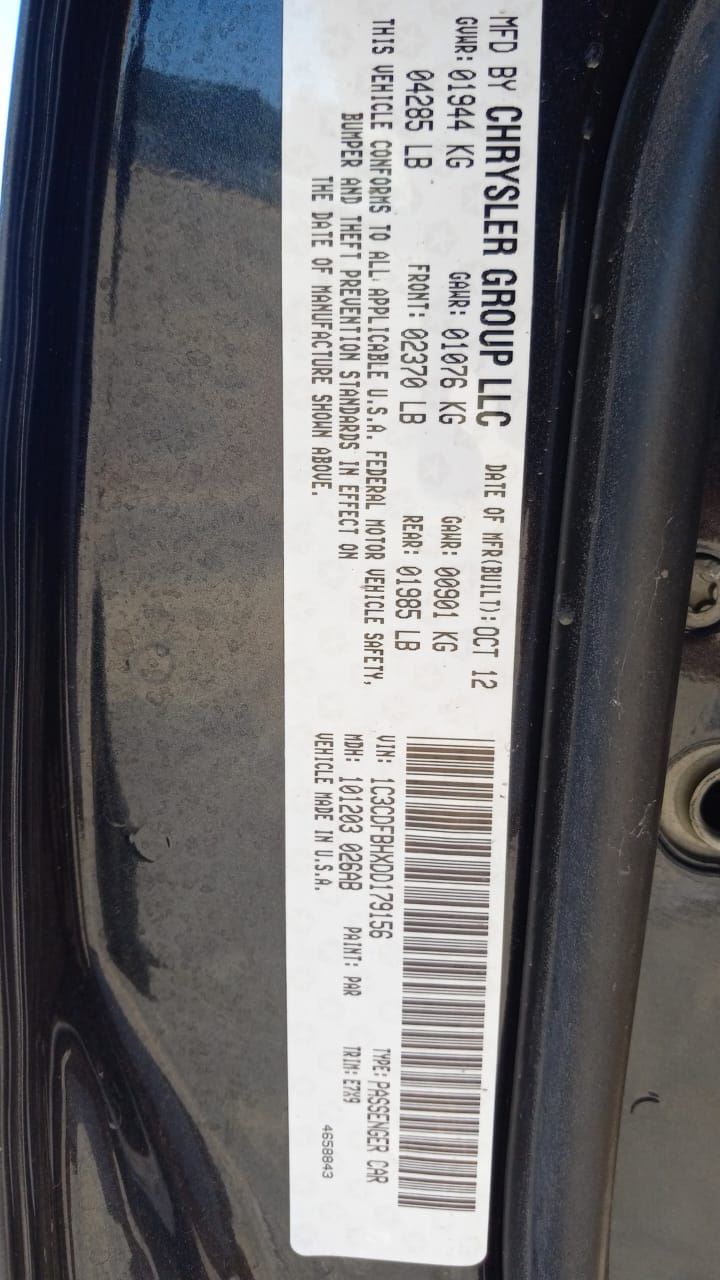 MFD BY CHRYSLER GROUP LLC DATE OF MFR(BUILT): OCT 12
GVWR: 01944 KG GAWR: 01076 KG GAWR: 00901 KG
04285 LB FRONT: 02370 LB REAR: 01985 LB
THIS VEHICLE CONFORMS TO ALL APPLICABLE U.S.A. FEDERAL MOTOR VEHICLE SAFETY,
BUMPER AND THEFT PREVENTION STANDARDS IN EFFECT ON
THE DATE OF MANUFACTURE SHOWN ABOVE.
VIN: 1C3CDFBHXDD179156 TYPE: PASSENGER CAR
MDH: 101203 026AB PAINT: PAR TRIM: E7X9
VEHICLE MADE IN U.S.A.
4658843